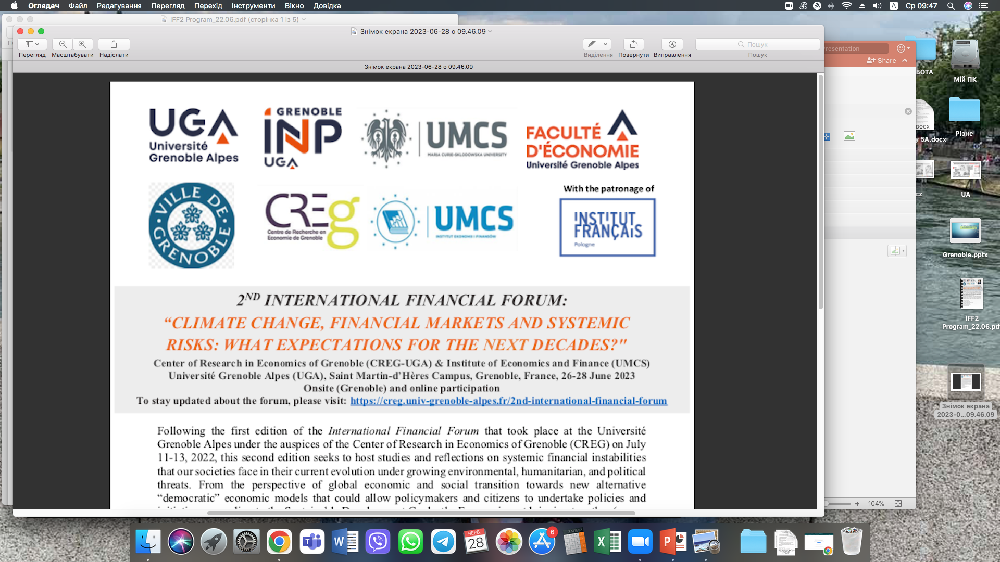 Оглядач Файл Редагування Перегляд Перехід Інструменти Вікно Довідка
A Ср 09:47
IFF2 Program_22.06.pdf (сторінка 1 із 5)
Знімок екрана 2023-06-28 о 09.46.09
Перегляд Масштабувати Надіслати
Виділення Повернути Виправлення Пошук
Пошук
Знімок екрана 2023-06-28 о 09.46.09
Share
UGA
Université
Grenoble Alpes
GRENOBLE
INP
UGA
UMCS
MARIA CURIE-SKLODOWSKA UNIVERSITY
FACULTÉ
D'ÉCONOMIE
Université Grenoble Alpes
VILLE DE GRENOBLE
CREG
Centre de Recherche en
Economie de Grenoble
UMCS
INSTYTUT EKONOMII I FINANSÓW
With the patronage of
INSTITUT
FRANÇAIS
Pologne
2ND INTERNATIONAL FINANCIAL FORUM:
“CLIMATE CHANGE, FINANCIAL MARKETS AND SYSTEMIC
RISKS: WHAT EXPECTATIONS FOR THE NEXT DECADES?"
Center of Research in Economics of Grenoble (CREG-UGA) & Institute of Economics and Finance (UMCS)
Université Grenoble Alpes (UGA), Saint Martin-d’Hères Campus, Grenoble, France, 26-28 June 2023
Onsite (Grenoble) and online participation
To stay updated about the forum, please visit: https://creg.univ-grenoble-alpes.fr/2nd-international-financial-forum
Following the first edition of the International Financial Forum that took place at the Université
Grenoble Alpes under the auspices of the Center of Research in Economics of Grenoble (CREG) on July
11-13, 2022, this second edition seeks to host studies and reflections on systemic financial instabilities
that our societies face in their current evolution under growing environmental, humanitarian, and political
threats. From the perspective of global economic and social transition towards new alternative
“democratic” economic models that could allow policymakers and citizens to undertake policies and
104%
Мій ПК
Різне
5A.docx
UA
Grenoble.pptx
IFF2
Program_22.06.pdf
Знімок екрана
2023-0...09.46.09
ЧЕРВ.
28
6